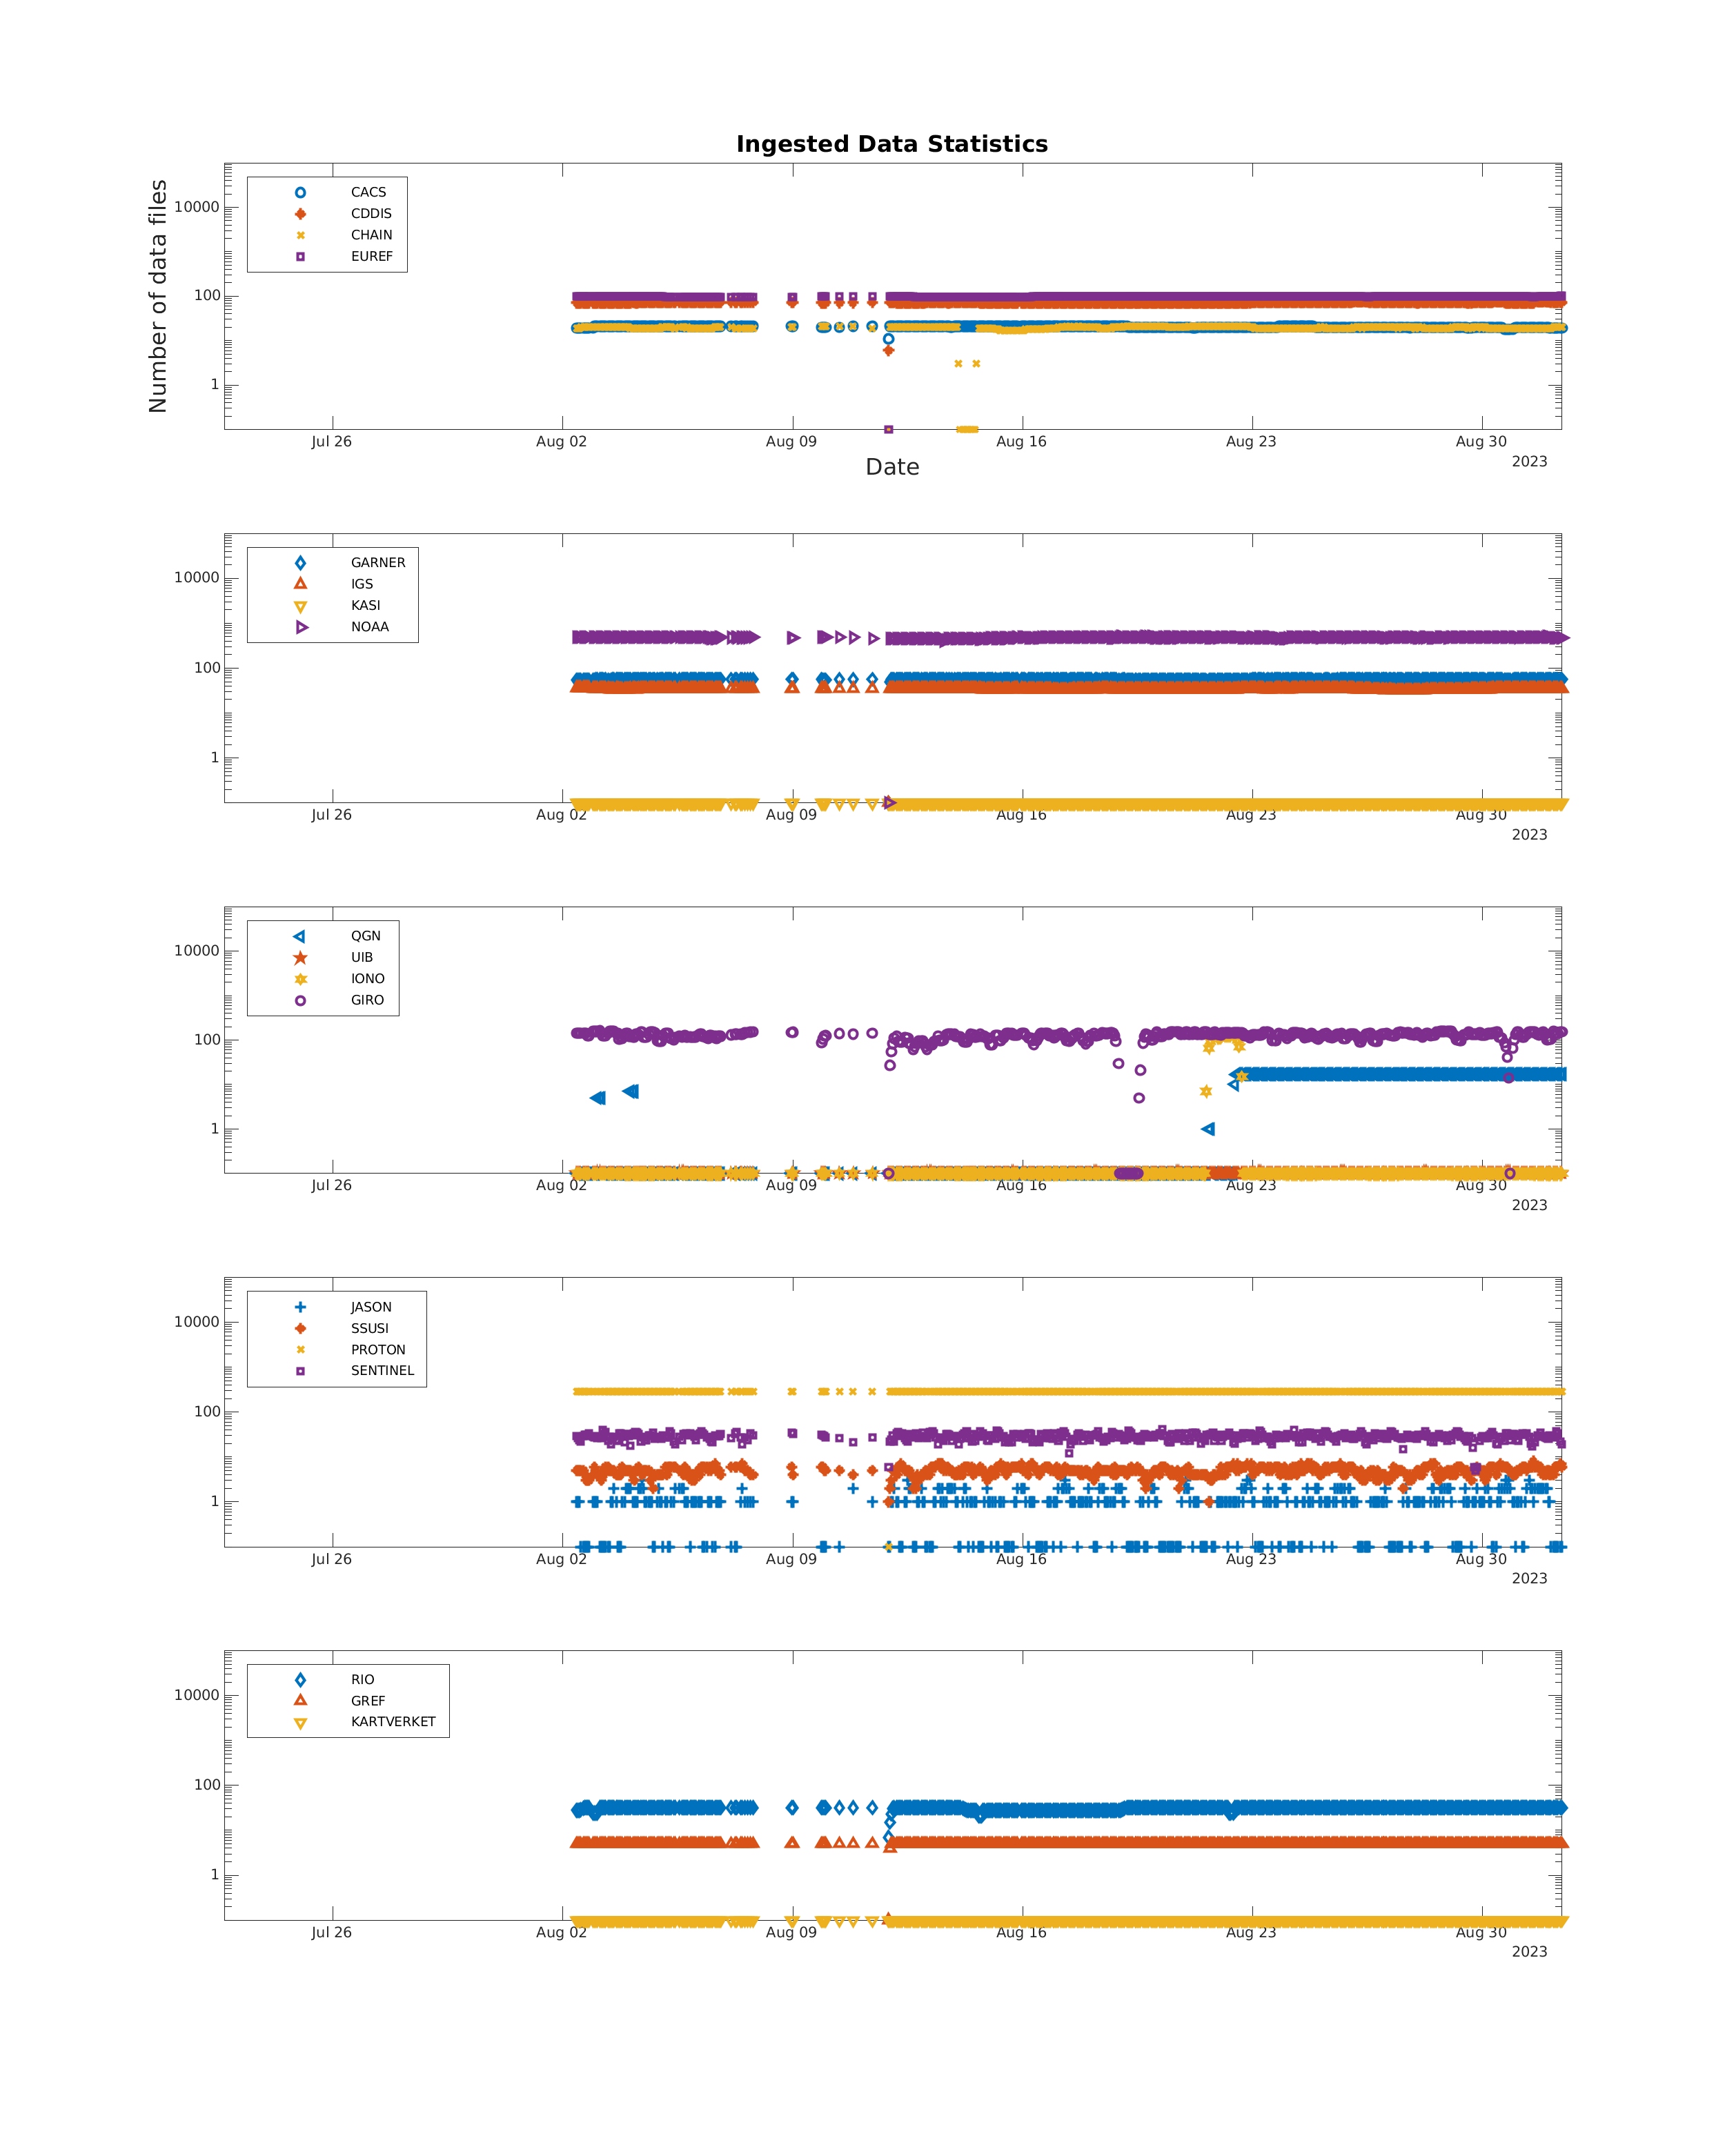 Ingested Data Statistics
Number of data files
CACS
CDDIS
CHAIN
EUREF
10000
100
1
Jul 26 Aug 02 Aug 09 Aug 16 Aug 23 Aug 30
2023
Date
GARNER
IGS
KASI
NOAA
10000
100
1
Jul 26 Aug 02 Aug 09 Aug 16 Aug 23 Aug 30
2023
QGN
UIB
IONO
GIRO
10000
100
1
Jul 26 Aug 02 Aug 09 Aug 16 Aug 23 Aug 30
2023
JASON
SSUSI
PROTON
SENTINEL
10000
100
1
Jul 26 Aug 02 Aug 09 Aug 16 Aug 23 Aug 30
2023
RIO
GREF
KARTVERKET
10000
100
1
Jul 26 Aug 02 Aug 09 Aug 16 Aug 23 Aug 30
2023